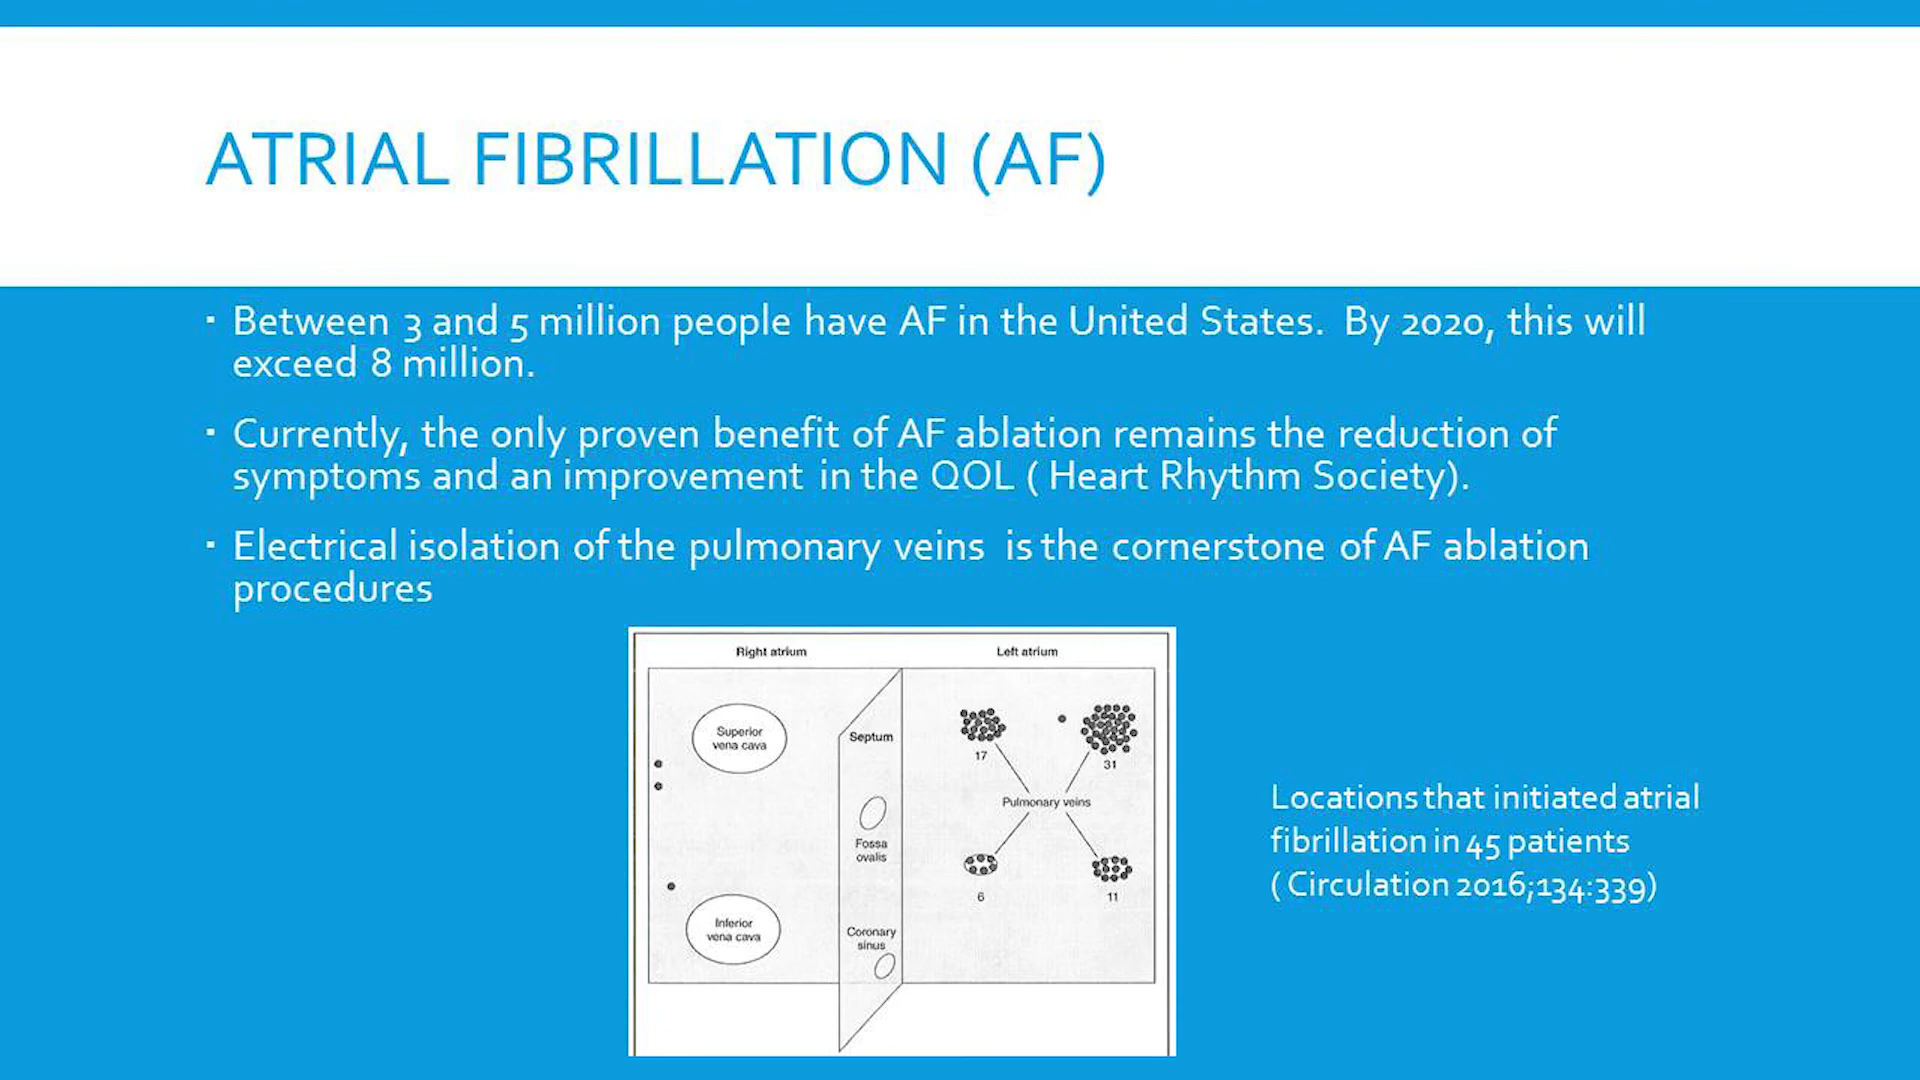 ATRIAL FIBRILLATION (AF)
Between 3 and 5 million people have AF in the United States.  By 2020, this will
exceed 8 million.
Currently, the only proven benefit of AF ablation remains the reduction of
symptoms and an improvement in the QOL ( Heart Rhythm Society).
Electrical isolation of the pulmonary veins  is the cornerstone of AF ablation
procedures
Right atrium
Left atrium
Superior
vena cava
Septum
17
31
Pulmonary veins
Fossa
ovalis
6
11
Inferior
vena cava
Coronary
sinus
Locations that initiated atrial
fibrillation in 45 patients
( Circulation 2016;134:339)